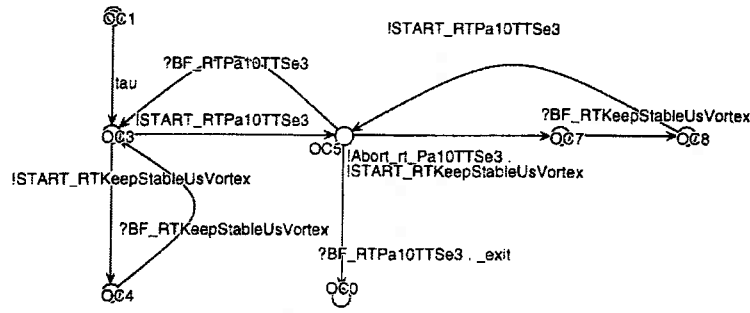 OC1
!START_RTPa10TTSe3
?BF_RTPa10TTSe3
tau
!START_RTPa10TTSe3
?BF_RTKeepStableUsVortex
OC3
OC5
OC7
OC8
!Abort_rt_Pa10TTSe3 .
!START_RTKeepStableUsVortex
!START_RTKeepStableUsVortex
?BF_RTKeepStableUsVortex
?BF_RTPa10TTSe3 . _exit
OC4
OC0